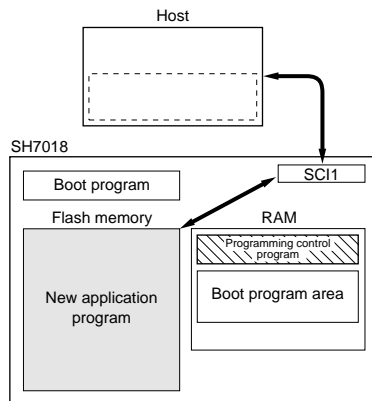 Host
SH7018
SCI1
Boot program
Flash memory
RAM
Programming control
program
New application
program
Boot program area